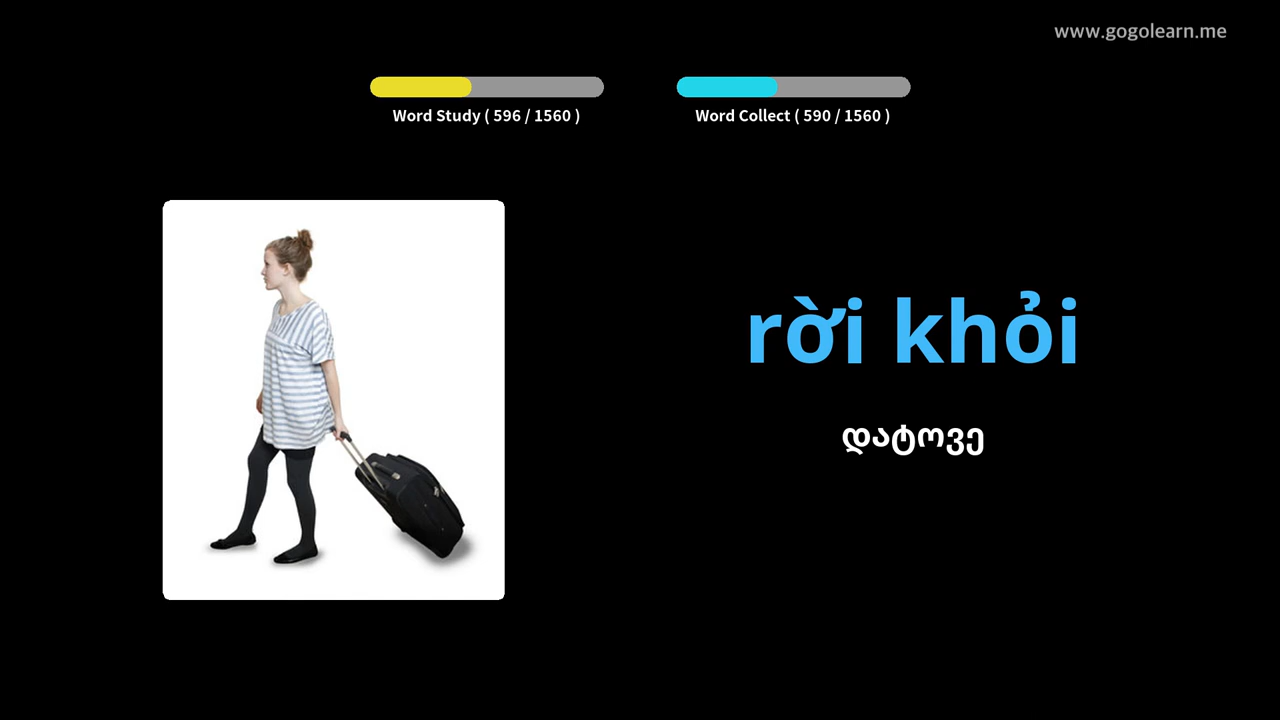 www.gogolearn.me
Word Study ( 596 / 1560 )
Word Collect ( 590 / 1560 )
rời khỏi
დატოვე